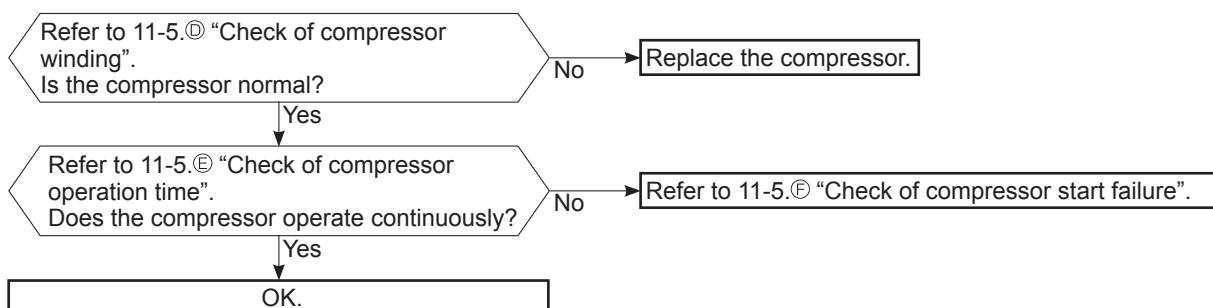 Refer to 11-5.Ⓓ “Check of compressor
winding”.
Is the compressor normal?
No
Replace the compressor.
Yes
Refer to 11-5.Ⓔ “Check of compressor
operation time”.
Does the compressor operate continuously?
No
Refer to 11-5.Ⓕ “Check of compressor start failure”.
Yes
OK.